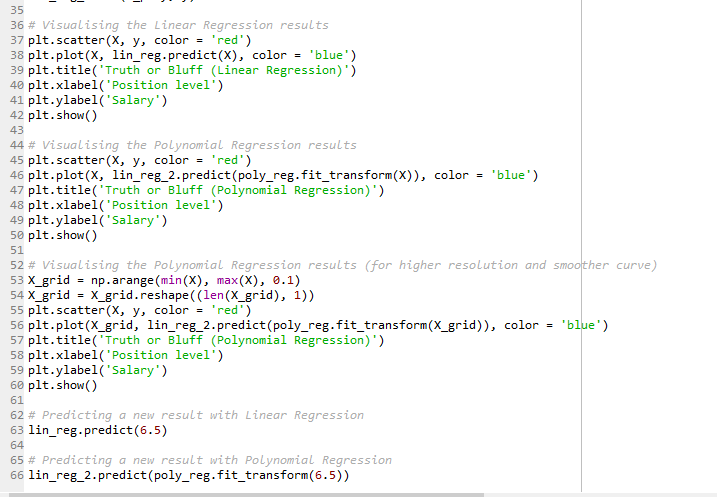 35
36 # Visualising the Linear Regression results
37 plt.scatter(X, y, color = 'red')
38 plt.plot(X, lin_reg.predict(X), color = 'blue')
39 plt.title('Truth or Bluff (Linear Regression)')
40 plt.xlabel('Position level')
41 plt.ylabel('Salary')
42 plt.show()
43
44 # Visualising the Polynomial Regression results
45 plt.scatter(X, y, color = 'red')
46 plt.plot(X, lin_reg_2.predict(poly_reg.fit_transform(X)), color = 'blue')
47 plt.title('Truth or Bluff (Polynomial Regression)')
48 plt.xlabel('Position level')
49 plt.ylabel('Salary')
50 plt.show()
51
52 # Visualising the Polynomial Regression results (for higher resolution and smoother curve)
53 X_grid = np.arange(min(X), max(X), 0.1)
54 X_grid = X_grid.reshape((len(X_grid), 1))
55 plt.scatter(X, y, color = 'red')
56 plt.plot(X_grid, lin_reg_2.predict(poly_reg.fit_transform(X_grid)), color = 'blue')
57 plt.title('Truth or Bluff (Polynomial Regression)')
58 plt.xlabel('Position level')
59 plt.ylabel('Salary')
60 plt.show()
61
62 # Predicting a new result with Linear Regression
63 lin_reg.predict(6.5)
64
65 # Predicting a new result with Polynomial Regression
66 lin_reg_2.predict(poly_reg.fit_transform(6.5))